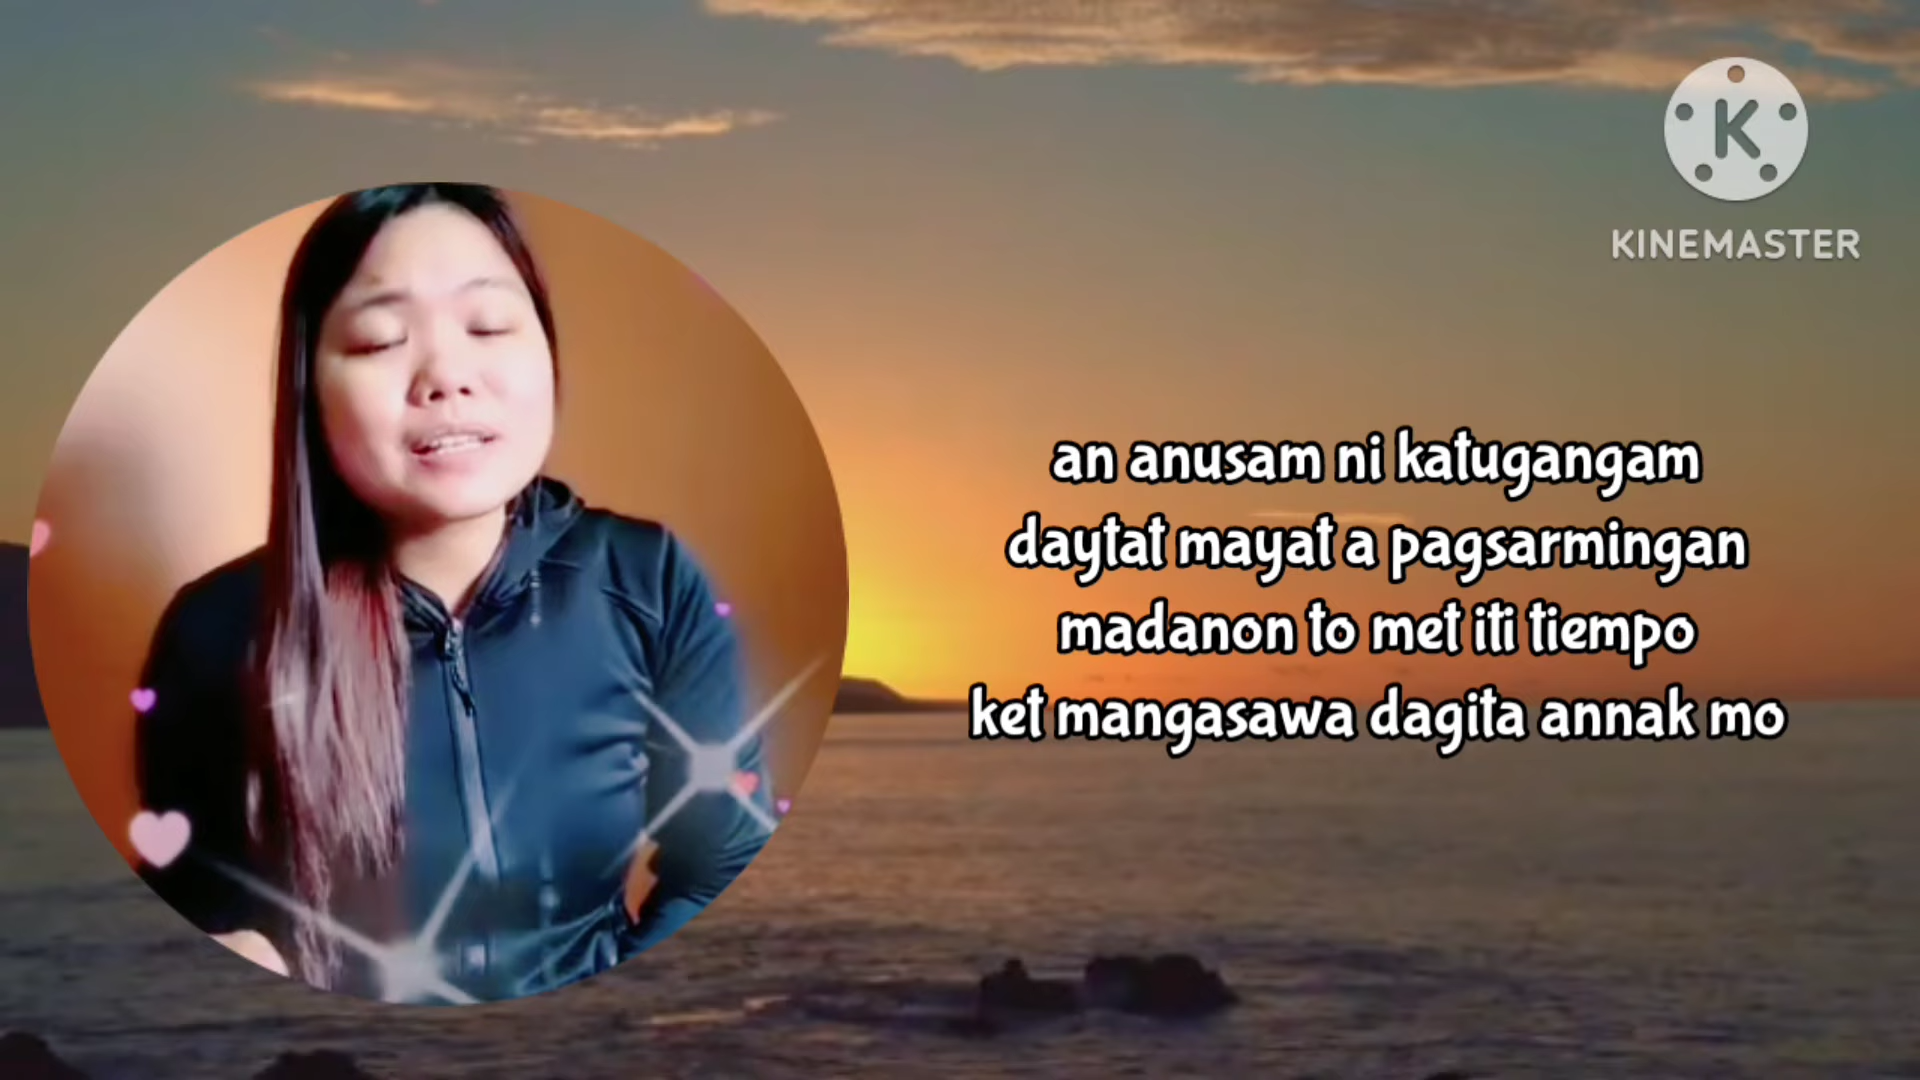 KINEMASTER
an anusam ni katugangam
daytat mayat a pagsarmingan
madanon to met iti tiempo
ket mangasawa dagita annak mo